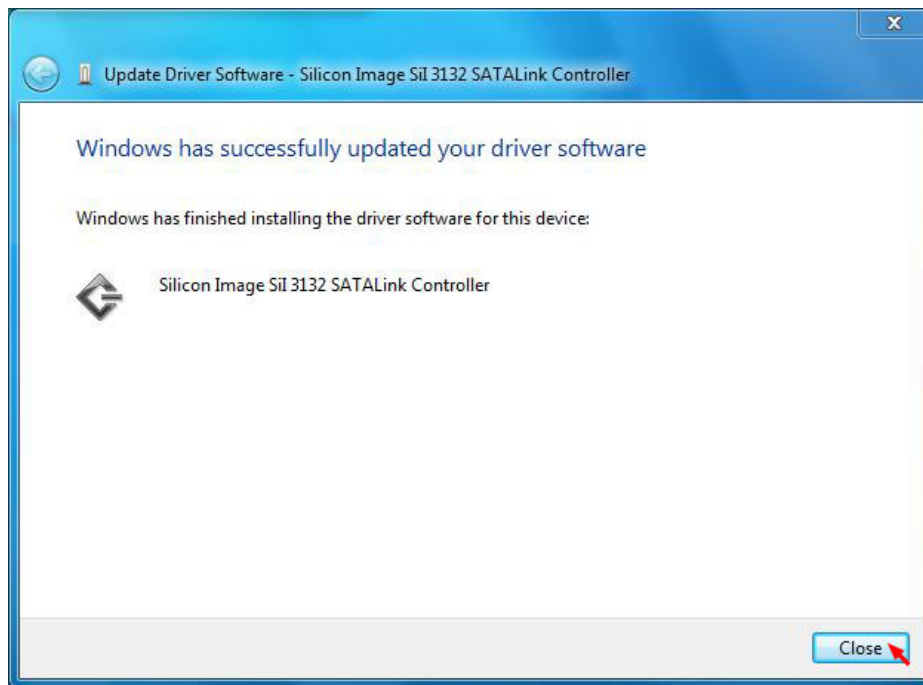 Update Driver Software - Silicon Image SiI 3132 SATALink Controller
Windows has successfully updated your driver software
Windows has finished installing the driver software for this device:
Silicon Image SiI 3132 SATALink Controller
Close